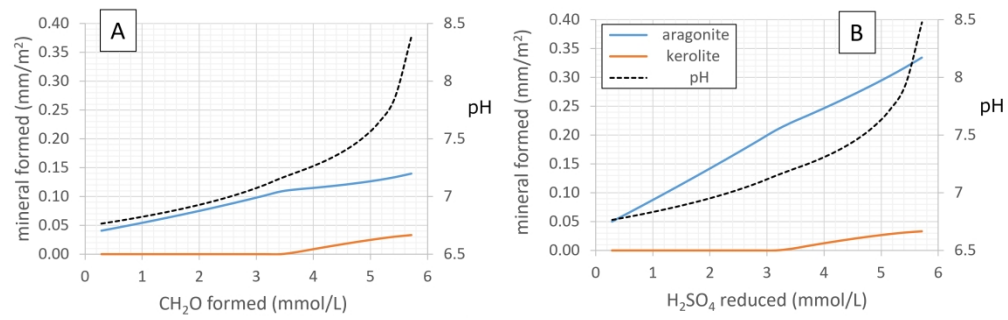 A
0.40
0.35
0.30
0.25
0.20
0.15
0.10
0.05
0.00
mineral formed (mm/m²)
8.5
8
7.5
7
6.5
pH
0 1 2 3 4 5 6
CH₂O formed (mmol/L)
B
aragonite
kerolite
pH
0.40
0.35
0.30
0.25
0.20
0.15
0.10
0.05
0.00
mineral formed (mm/m²)
8.5
8
7.5
7
6.5
pH
0 1 2 3 4 5 6
H₂SO₄ reduced (mmol/L)